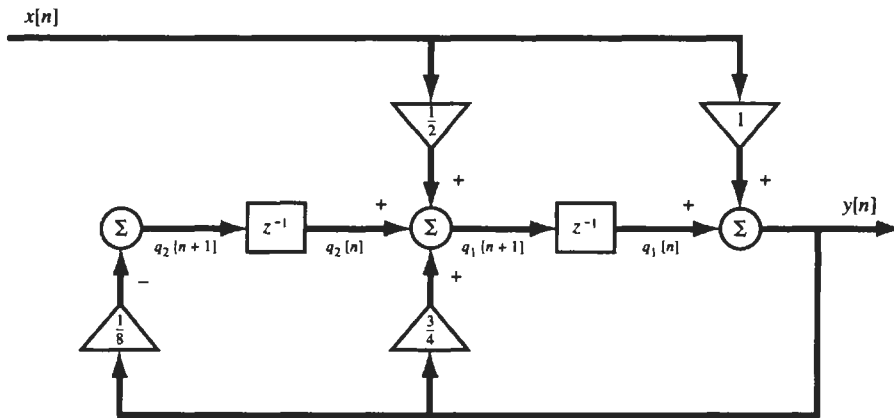 x[n]
1/2
1
+
+
Σ
z⁻¹
+
Σ
z⁻¹
+
Σ
y[n]
q₂[n+1]
q₂[n]
q₁[n+1]
q₁[n]
−
+
1/8
3/4